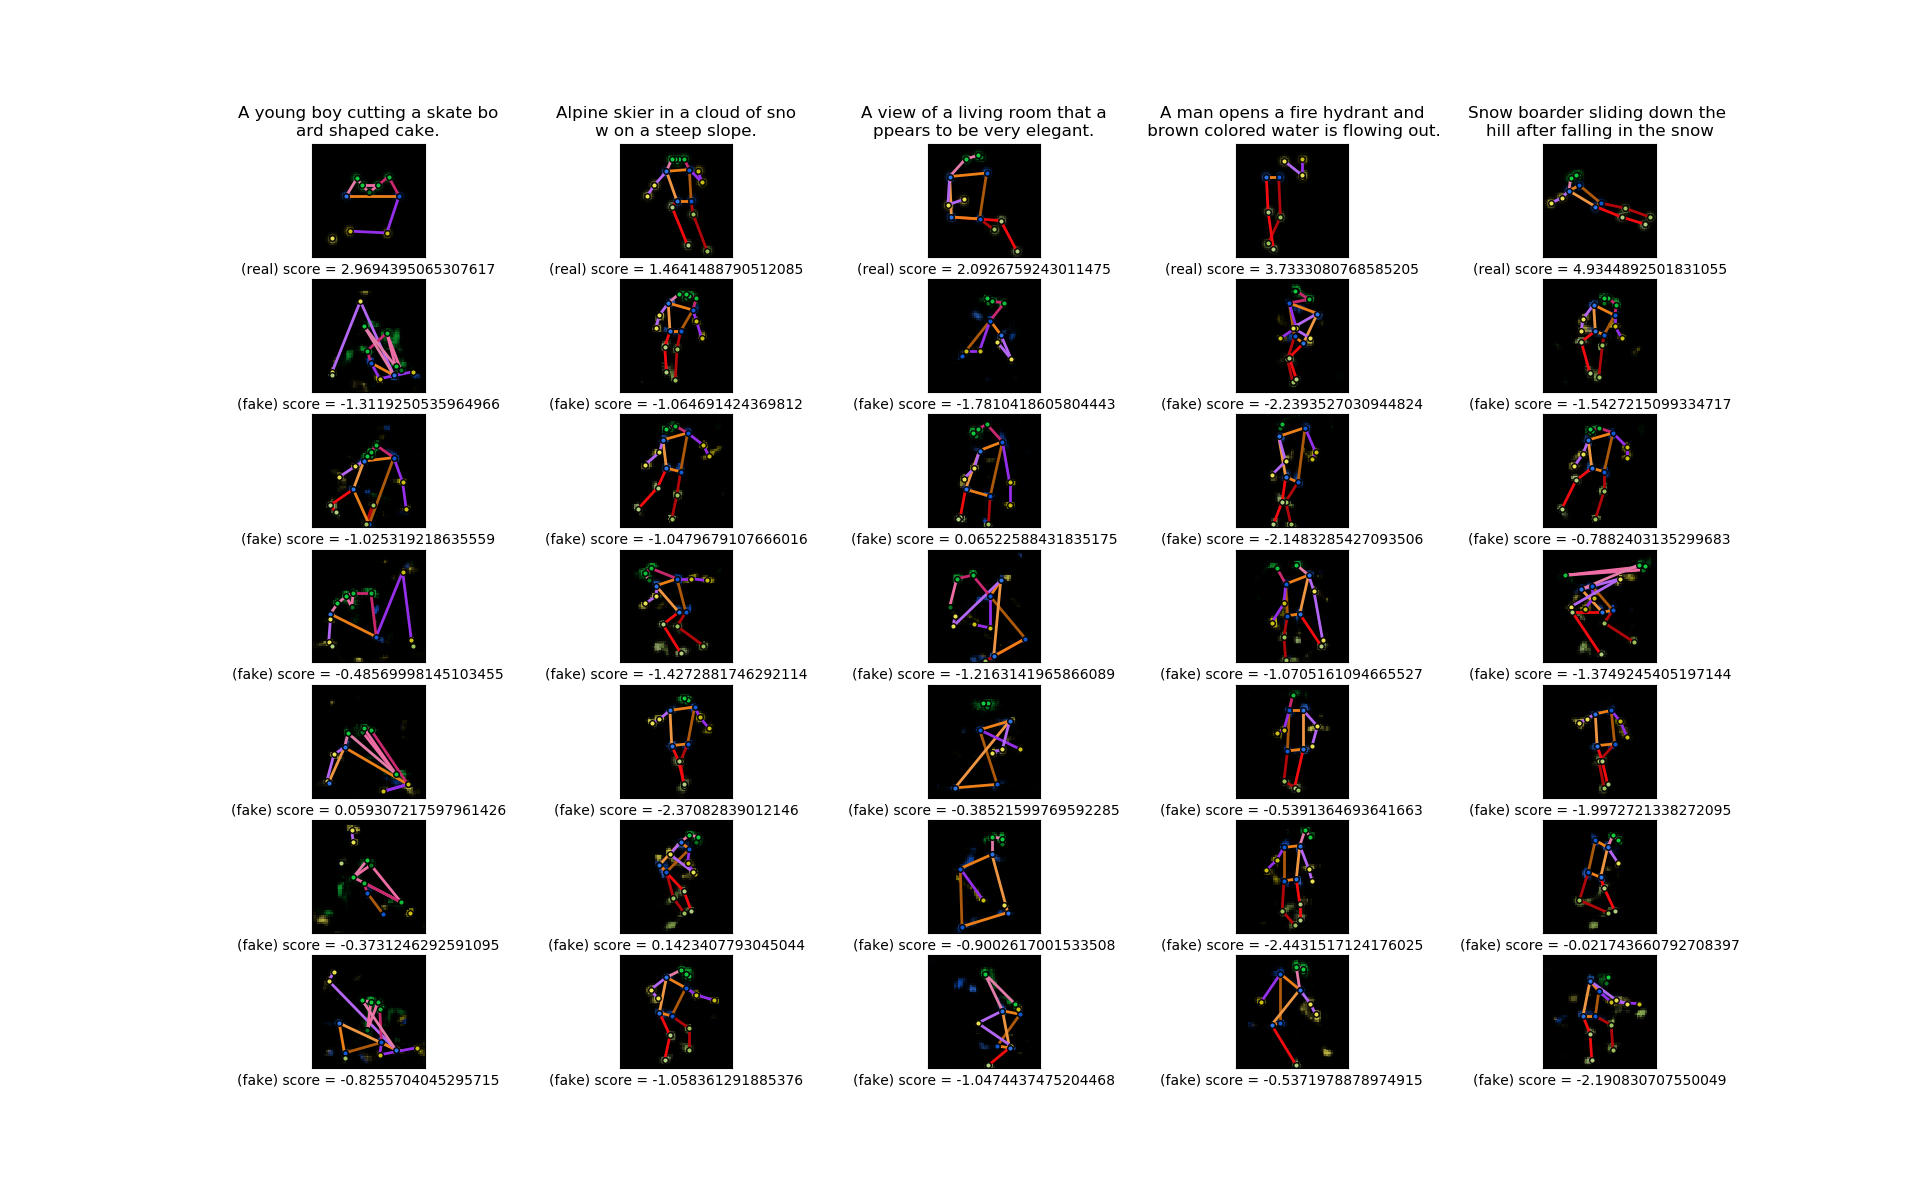 A young boy cutting a skate bo
ard shaped cake.
Alpine skier in a cloud of sno
w on a steep slope.
A view of a living room that a
ppears to be very elegant.
A man opens a fire hydrant and
brown colored water is flowing out.
Snow boarder sliding down the
hill after falling in the snow
(real) score = 2.9694395065307617
(real) score = 1.4641488790512085
(real) score = 2.0926759243011475
(real) score = 3.7333080768585205
(real) score = 4.9344892501831055
(fake) score = -1.3119250535964966
(fake) score = -1.064691424369812
(fake) score = -1.7810418605804443
(fake) score = -2.2393527030944824
(fake) score = -1.5427215099334717
(fake) score = -1.025319218635559
(fake) score = -1.0479679107666016
(fake) score = 0.06522588431835175
(fake) score = -2.1483285427093506
(fake) score = -0.7882403135299683
(fake) score = -0.48569998145103455
(fake) score = -1.4272881746292114
(fake) score = -1.2163141965866089
(fake) score = -1.0705161094665527
(fake) score = -1.3749245405197144
(fake) score = 0.059307217597961426
(fake) score = -2.37082839012146
(fake) score = -0.38521599769592285
(fake) score = -0.5391364693641663
(fake) score = -1.9972721338272095
(fake) score = -0.3731246292591095
(fake) score = 0.1423407793045044
(fake) score = -0.9002617001533508
(fake) score = -2.4431517124176025
(fake) score = -0.021743660792708397
(fake) score = -0.8255704045295715
(fake) score = -1.058361291885376
(fake) score = -1.0474437475204468
(fake) score = -0.5371978878974915
(fake) score = -2.190830707550049